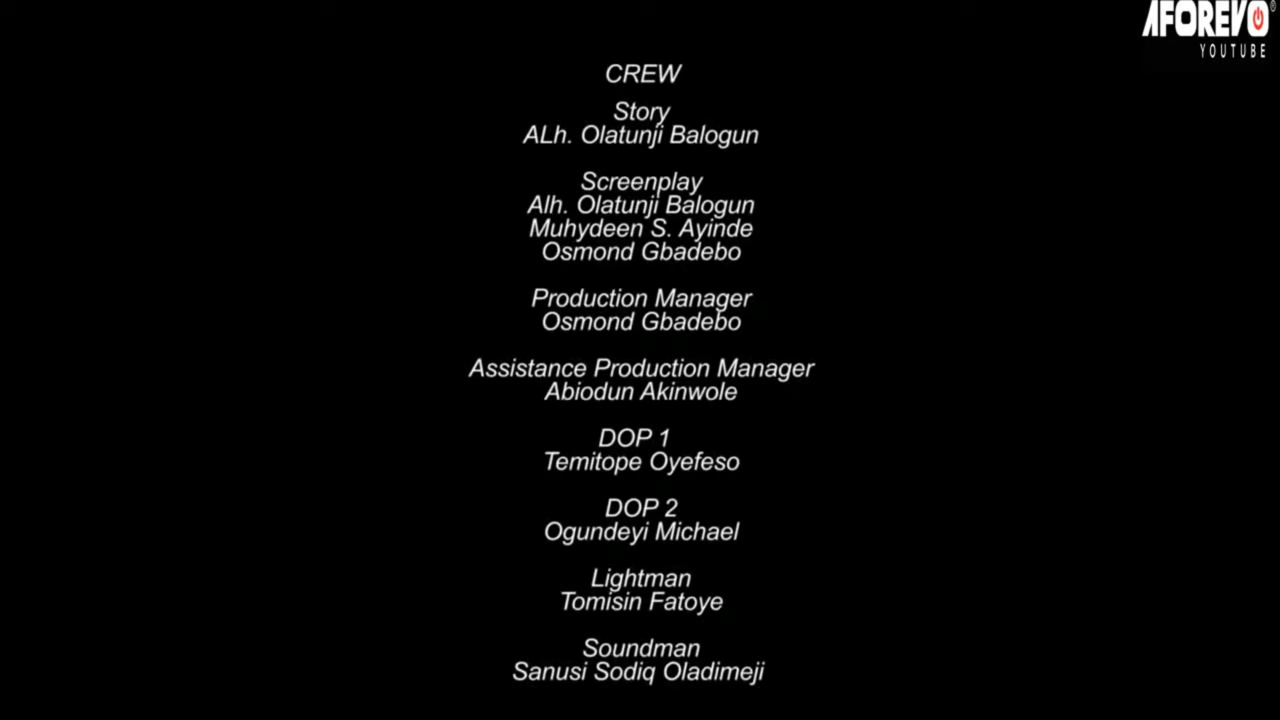 AFOREVO
YOUTUBE
CREW
Story
ALh. Olatunji Balogun
Screenplay
Alh. Olatunji Balogun
Muhydeen S. Ayinde
Osmond Gbadebo
Production Manager
Osmond Gbadebo
Assistance Production Manager
Abiodun Akinwole
DOP 1
Temitope Oyefeso
DOP 2
Ogundeyi Michael
Lightman
Tomisin Fatoye
Soundman
Sanusi Sodiq Oladimeji